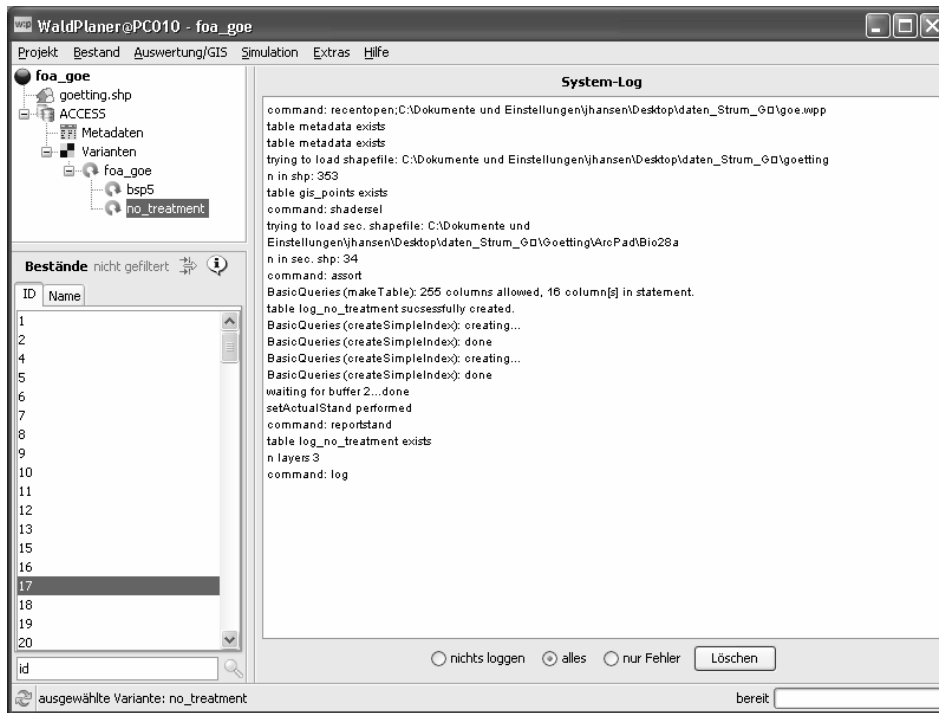 w:p WaldPlaner@PC010 - foa_goe
Projekt Bestand Auswertung/GIS Simulation Extras Hilfe
foa_goe
goetting.shp
ACCESS
Metadaten
Varianten
foa_goe
bsp5
no_treatment
Bestände nicht gefiltert
ID Name
1
2
4
5
6
7
8
9
10
11
12
13
15
16
17
18
19
20
id
System-Log
command: recentopen;C:\Dokumente und Einstellungen\jhansen\Desktop\daten_Strum_G□\goe.wpp
table metadata exists
table metadata exists
trying to load shapefile: C:\Dokumente und Einstellungen\jhansen\Desktop\daten_Strum_G□\goetting
n in shp: 353
table gis_points exists
command: shadersel
trying to load sec. shapefile: C:\Dokumente und
Einstellungen\jhansen\Desktop\daten_Strum_G□\Goetting\ArcPad\Bio28a
n in sec. shp: 34
command: assort
BasicQueries (makeTable): 255 columns allowed, 16 column[s] in statement.
table log_no_treatment sucsessfully created.
BasicQueries (createSimpleIndex): creating...
BasicQueries (createSimpleIndex): done
BasicQueries (createSimpleIndex): creating...
BasicQueries (createSimpleIndex): done
waiting for buffer 2...done
setActualStand performed
command: reportstand
table log_no_treatment exists
n layers 3
command: log
nichts loggen alles nur Fehler Löschen
ausgewählte Variante: no_treatment bereit